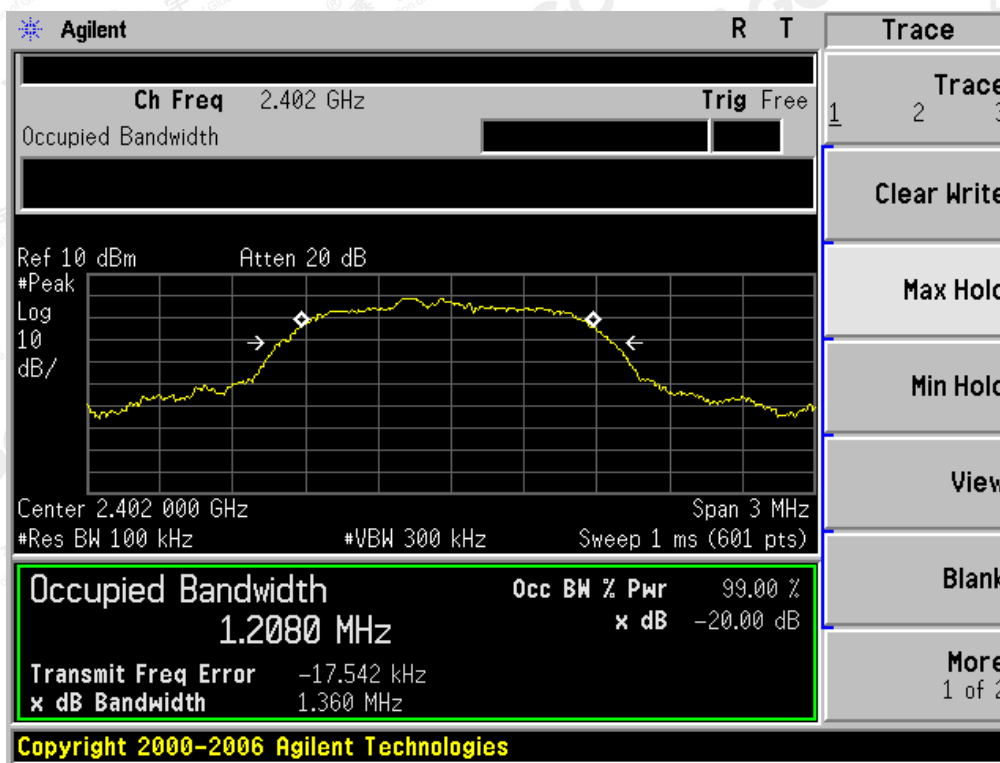 Agilent R T Trace
Ch Freq 2.402 GHz Trig Free
Occupied Bandwidth
Trace
1 2 3
Clear Write
Max Hold
Min Hold
View
Blank
More
1 of 2
Ref 10 dBm Atten 20 dB
#Peak
Log
10
dB/
Center 2.402 000 GHz Span 3 MHz
#Res BW 100 kHz #VBW 300 kHz Sweep 1 ms (601 pts)
Occupied Bandwidth
1.2080 MHz
Occ BW % Pwr 99.00 %
x dB -20.00 dB
Transmit Freq Error -17.542 kHz
x dB Bandwidth 1.360 MHz
Copyright 2000-2006 Agilent Technologies